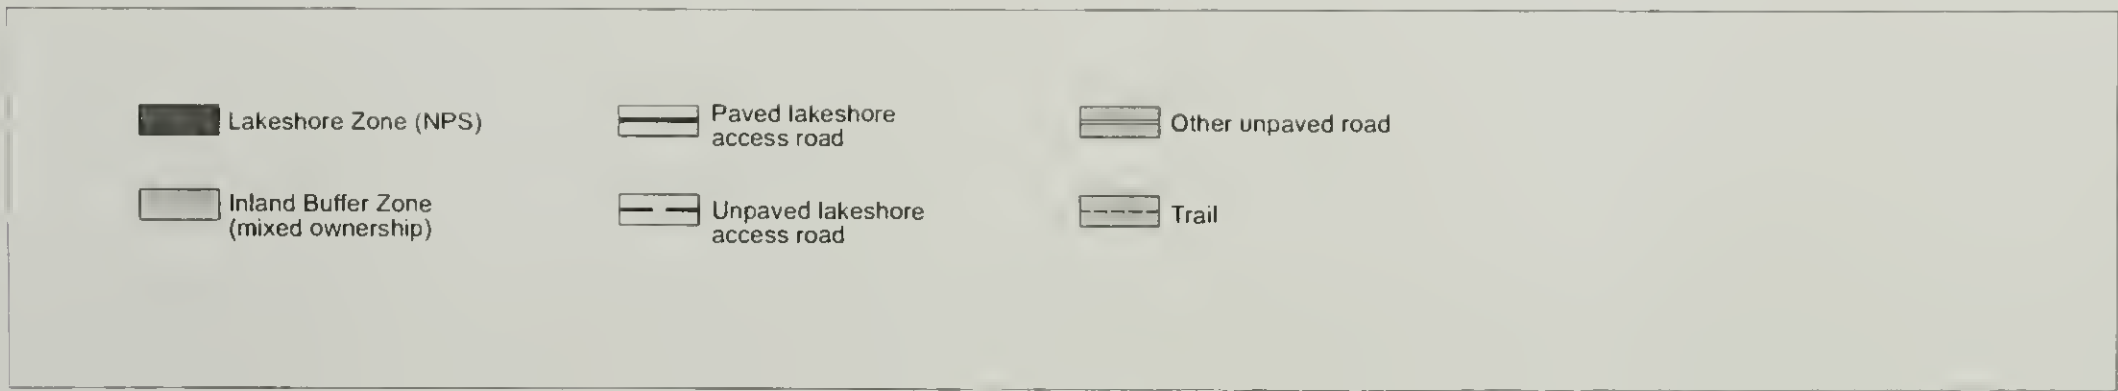 Lakeshore Zone (NPS)
Inland Buffer Zone
(mixed ownership)
Paved lakeshore
access road
Unpaved lakeshore
access road
Other unpaved road
Trail